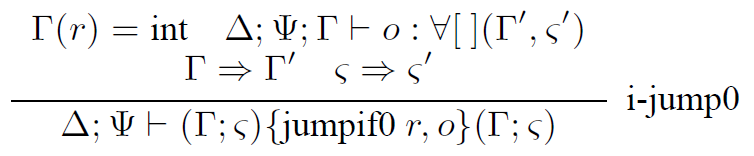 Γ(r) = int Δ; Ψ; Γ ⊢ o : ∀[ ](Γ′, ς′)
Γ ⇒ Γ′ ς ⇒ ς′
i-jump0
Δ; Ψ ⊢ (Γ; ς){jumpif0 r, o}(Γ; ς)